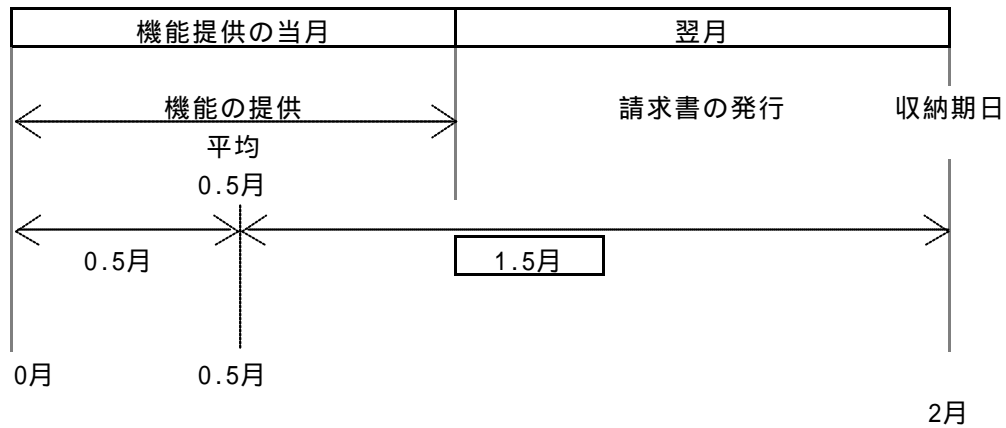 機能提供の当月 翌月
機能の提供 請求書の発行 収納期日
平均
0.5月
0.5月 1.5月
0月 0.5月
2月